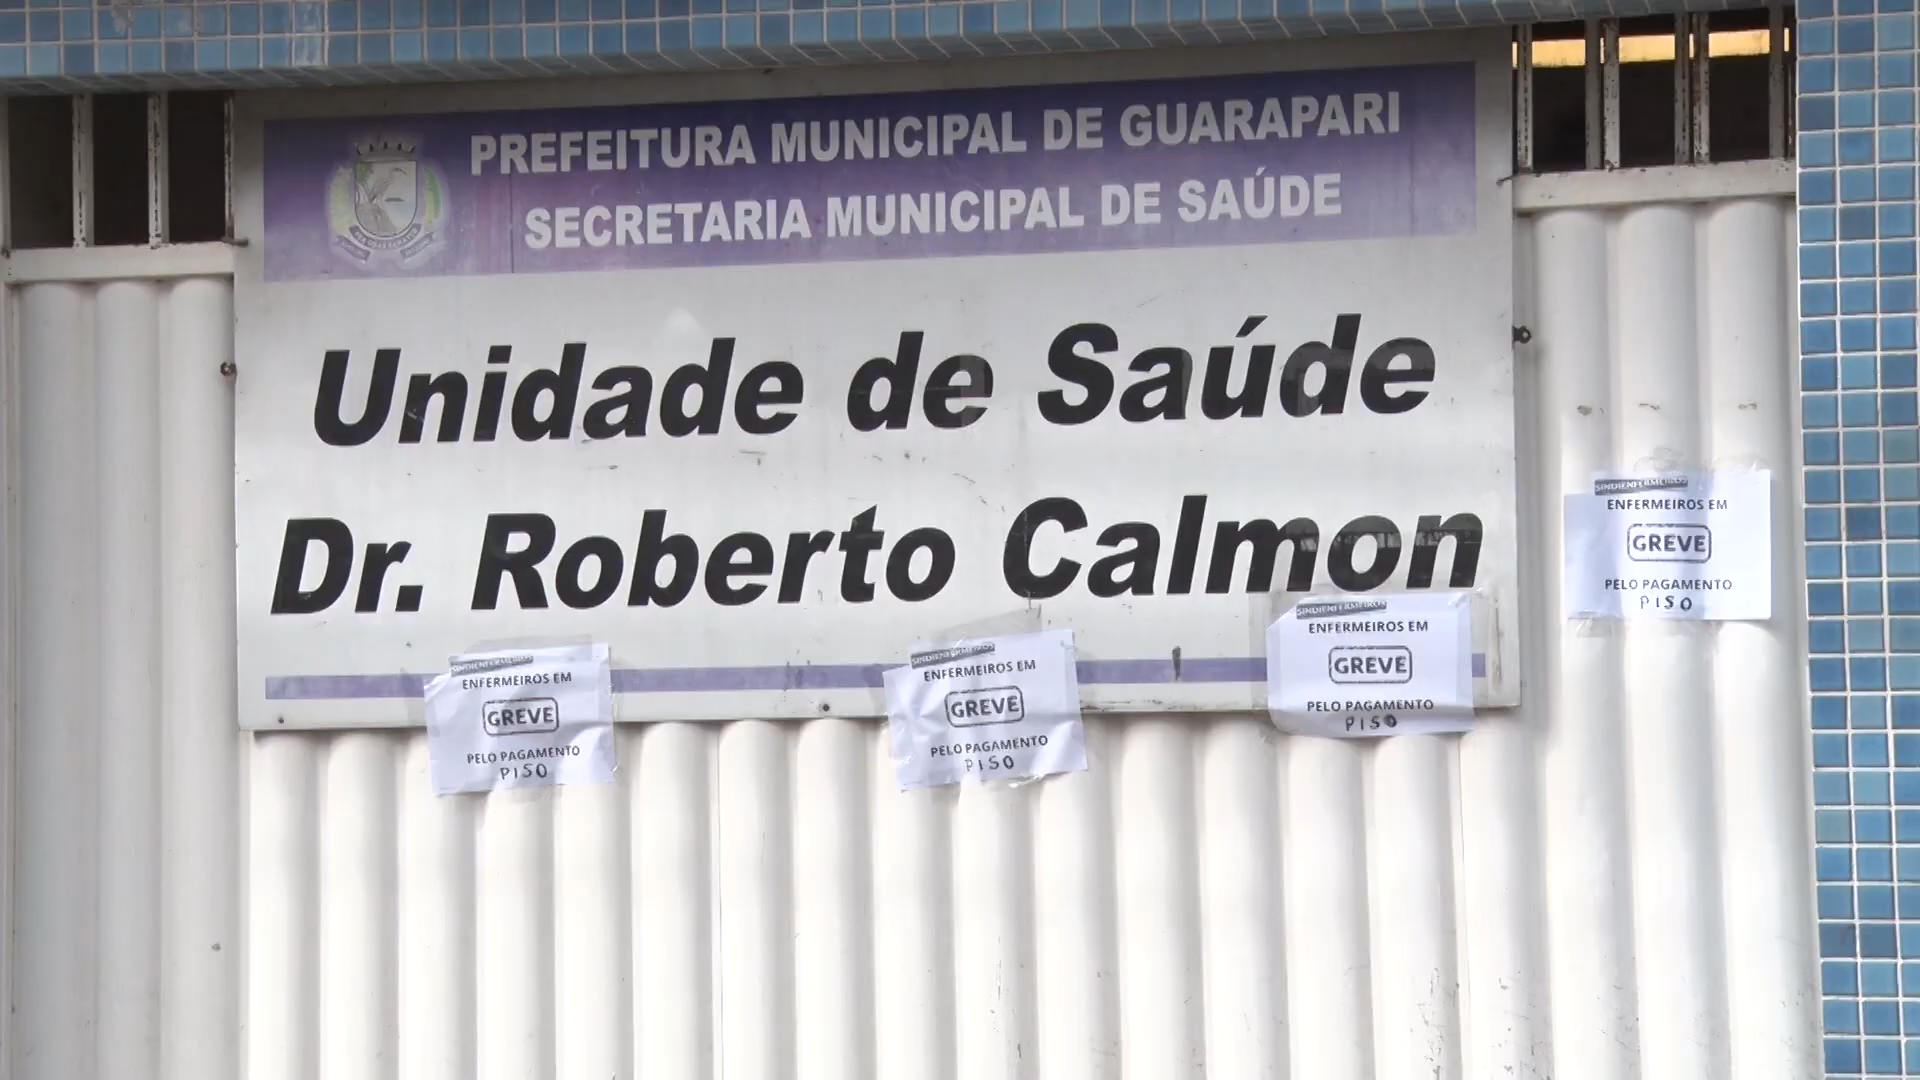 PREFEITURA MUNICIPAL DE GUARAPARI
SECRETARIA MUNICIPAL DE SAÚDE
Unidade de Saúde
Dr. Roberto Calmon
SINDIENFERMEIROS
ENFERMEIROS EM
GREVE
PELO PAGAMENTO
PISO
SINDIENFERMEIROS
ENFERMEIROS EM
GREVE
PELO PAGAMENTO
PISO
SINDIENFERMEIROS
ENFERMEIROS EM
GREVE
PELO PAGAMENTO
PISO
SINDIENFERMEIROS
ENFERMEIROS EM
GREVE
PELO PAGAMENTO
PISO